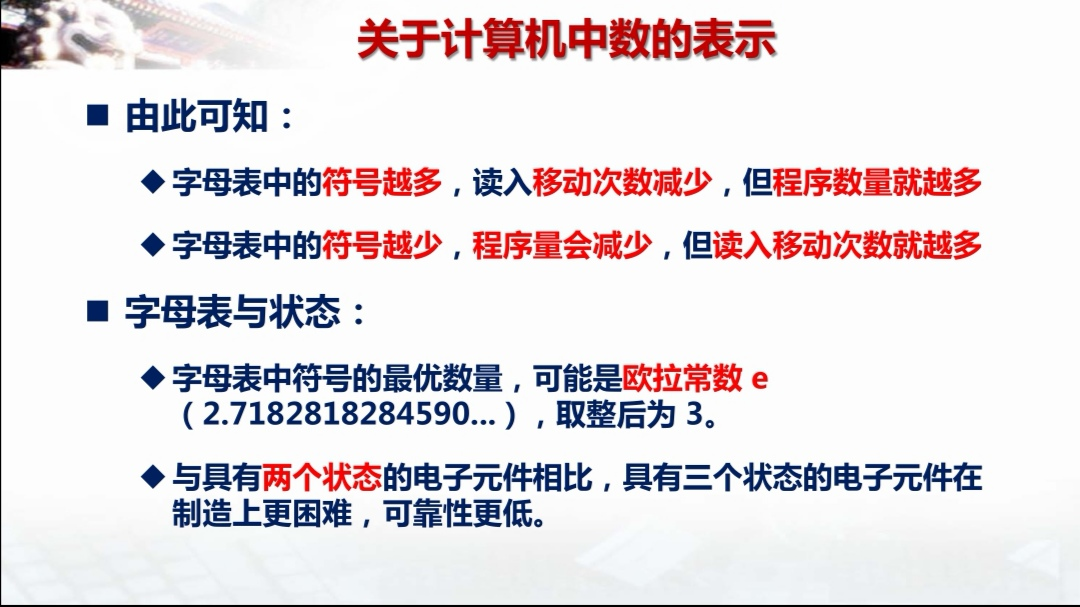 关于计算机中数的表示
■ 由此可知：
◆ 字母表中的符号越多，读入移动次数减少，但程序数量就越多
◆ 字母表中的符号越少，程序量会减少，但读入移动次数就越多
■ 字母表与状态：
◆ 字母表中符号的最优数量，可能是欧拉常数 e
（2.7182818284590...），取整后为 3。
◆ 与具有两个状态的电子元件相比，具有三个状态的电子元件在
制造上更困难，可靠性更低。